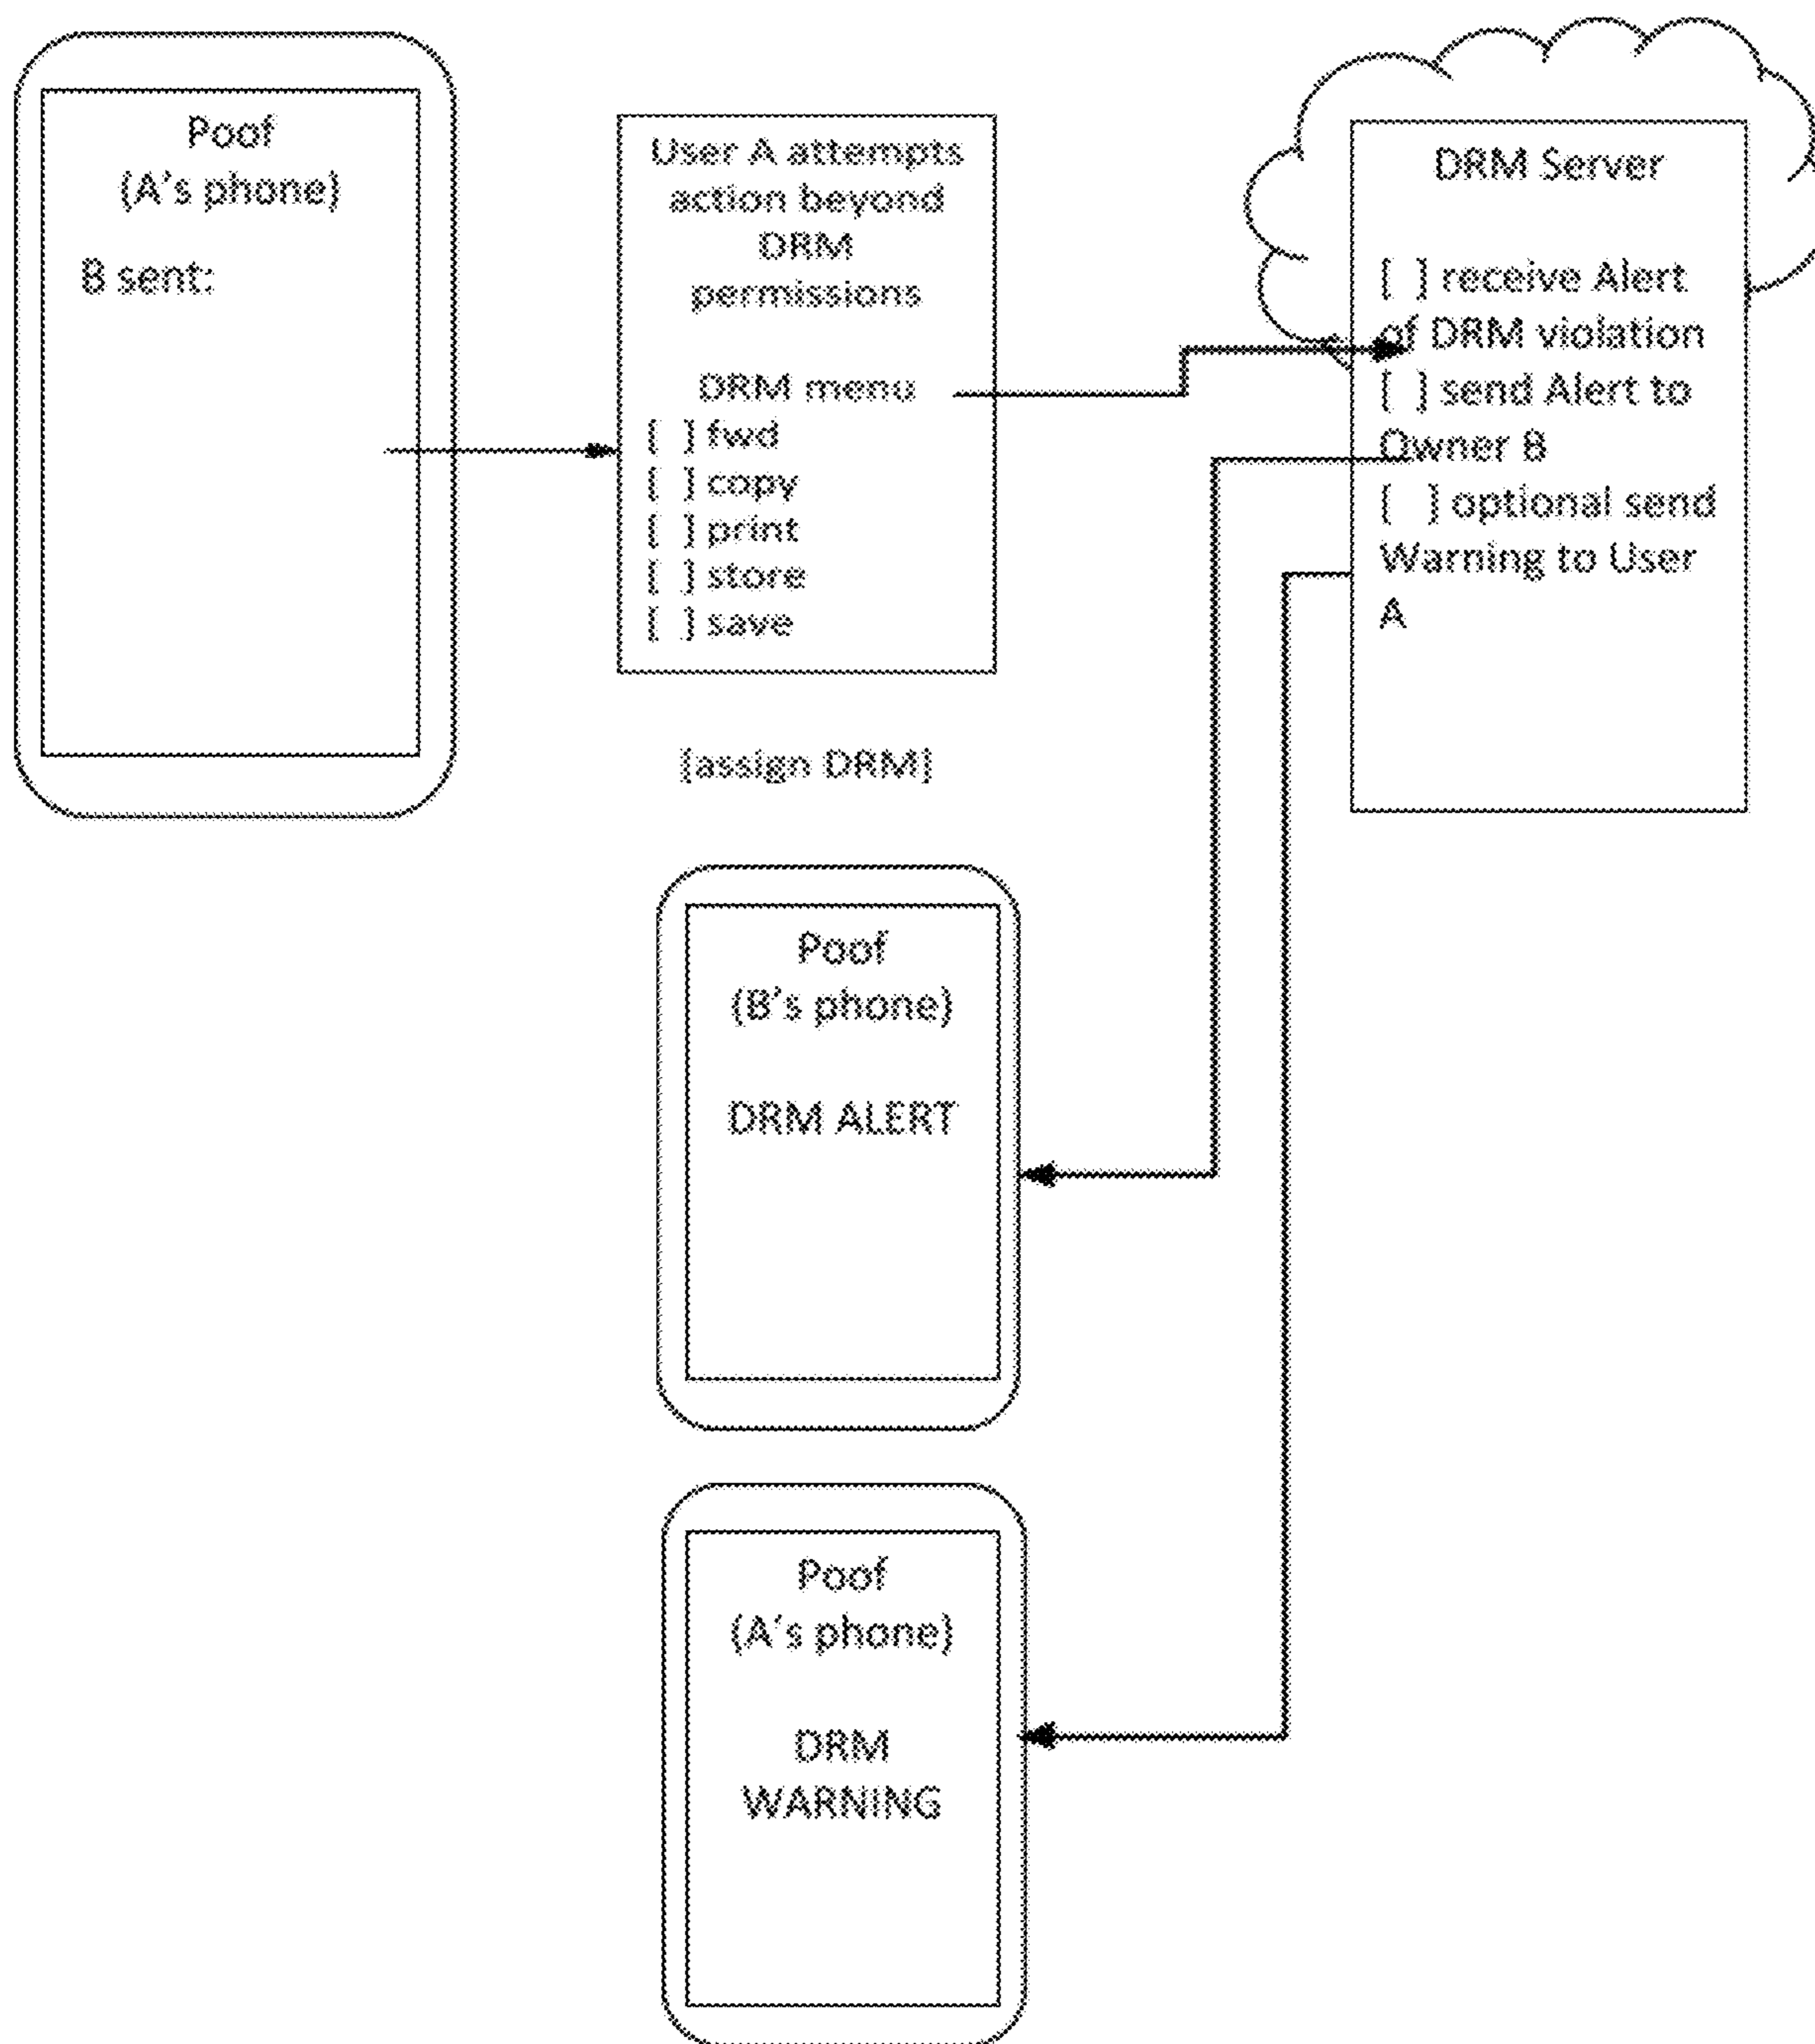 Poof
(A's phone)
B sent:
User A attempts
action beyond
DRM
permissions
DRM menu
[ ] fwd
[ ] copy
[ ] print
[ ] store
[ ] save
[assign DRM]
DRM Server
[ ] receive Alert
of DRM violation
[ ] send Alert to
Owner B
[ ] optional send
Warning to User
A
Poof
(B's phone)
DRM ALERT
Poof
(A's phone)
DRM
WARNING